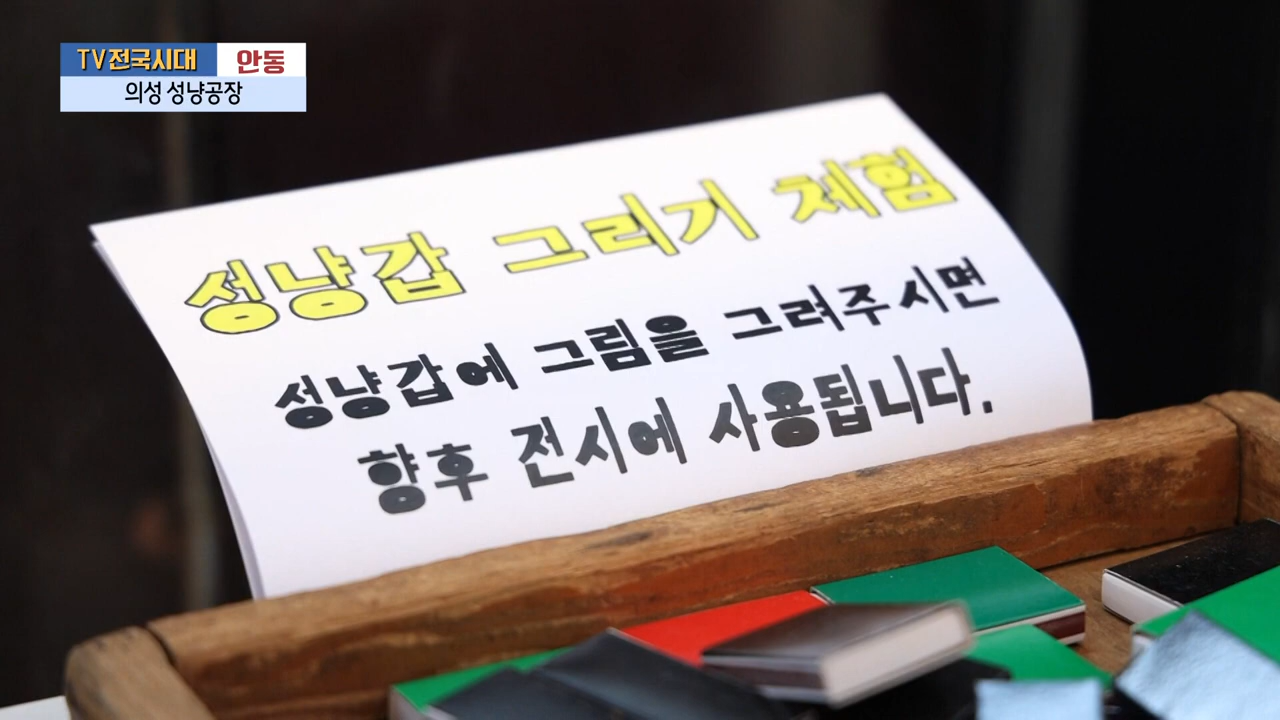 TV전국시대 안동
의성 성냥공장
성냥갑 그리기 체험
성냥갑에 그림을 그려주시면
향후 전시에 사용됩니다.